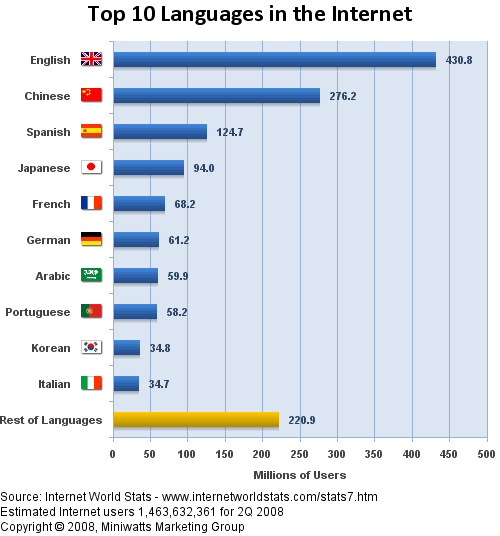 Top 10 Languages in the Internet
English 430.8
Chinese 276.2
Spanish 124.7
Japanese 94.0
French 68.2
German 61.2
Arabic 59.9
Portuguese 58.2
Korean 34.8
Italian 34.7
Rest of Languages 220.9
0 50 100 150 200 250 300 350 400 450 500
Millions of Users
Source: Internet World Stats - www.internetworldstats.com/stats7.htm
Estimated Internet users 1,463,632,361 for 2Q 2008
Copyright © 2008, Miniwatts Marketing Group